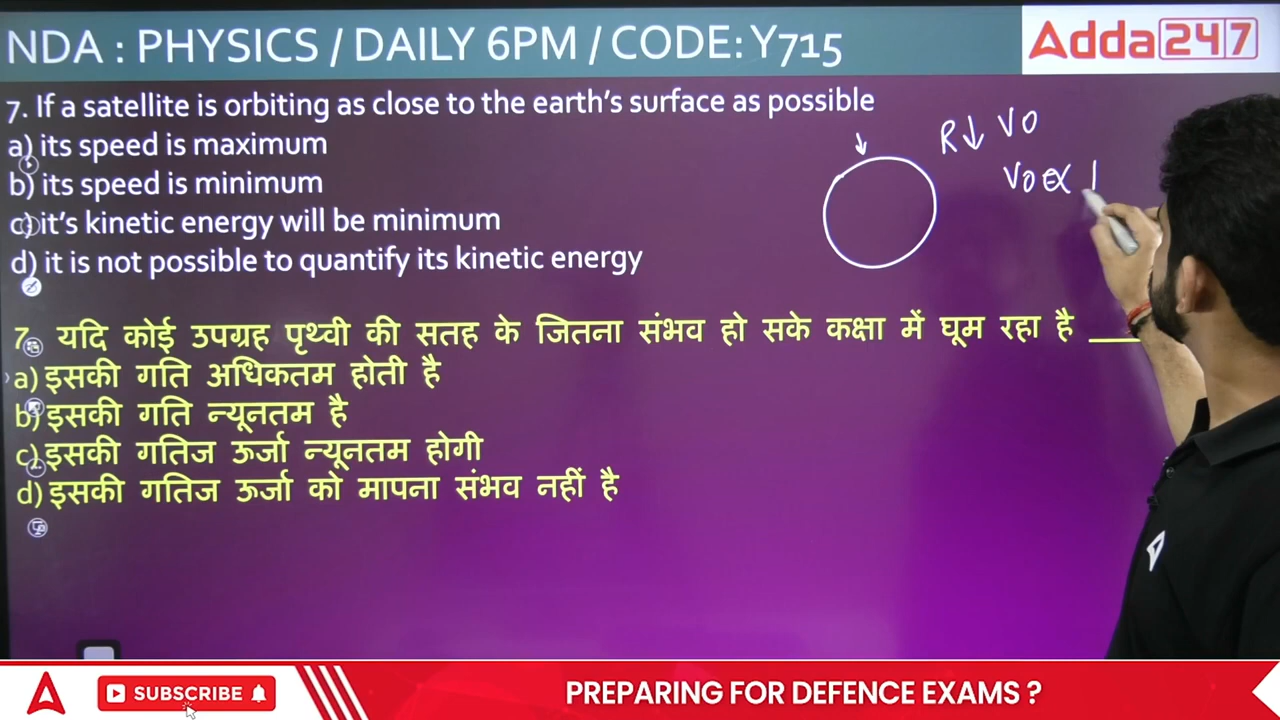 NDA : PHYSICS / DAILY 6PM / CODE: Y715
Adda247
7. If a satellite is orbiting as close to the earth's surface as possible
a) its speed is maximum
b) its speed is minimum
c) it's kinetic energy will be minimum
d) it is not possible to quantify its kinetic energy
R↓ VO
VO ∝ 1
7. यदि कोई उपग्रह पृथ्वी की सतह के जितना संभव हो सके कक्षा में घूम रहा है ____
a) इसकी गति अधिकतम होती है
b) इसकी गति न्यूनतम है
c) इसकी गतिज ऊर्जा न्यूनतम होगी
d) इसकी गतिज ऊर्जा को मापना संभव नहीं है
SUBSCRIBE
PREPARING FOR DEFENCE EXAMS ?